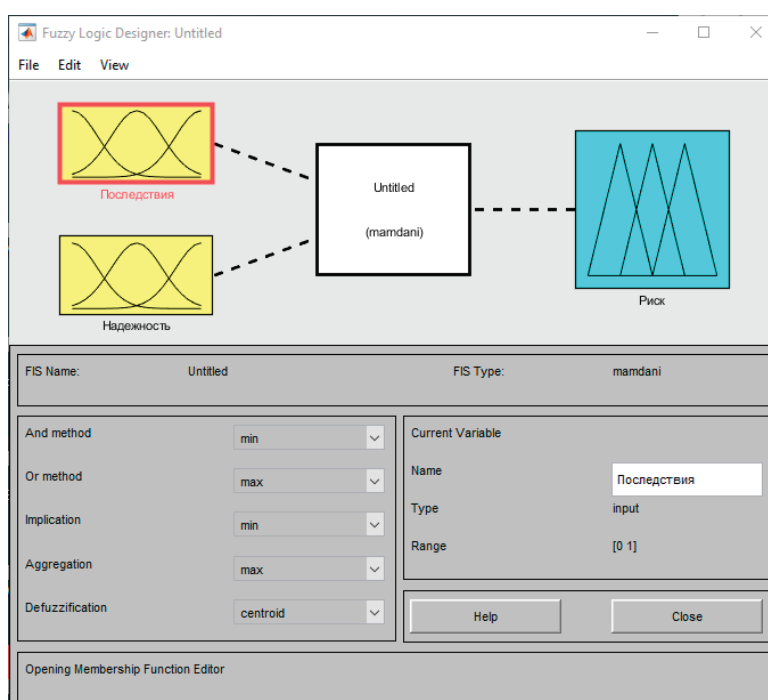 Fuzzy Logic Designer: Untitled
File Edit View
Последствия
Надежность
Untitled
(mamdani)
Риск
FIS Name: Untitled FIS Type: mamdani
And method min
Or method max
Implication min
Aggregation max
Defuzzification centroid
Current Variable
Name Последствия
Type input
Range [0 1]
Help Close
Opening Membership Function Editor